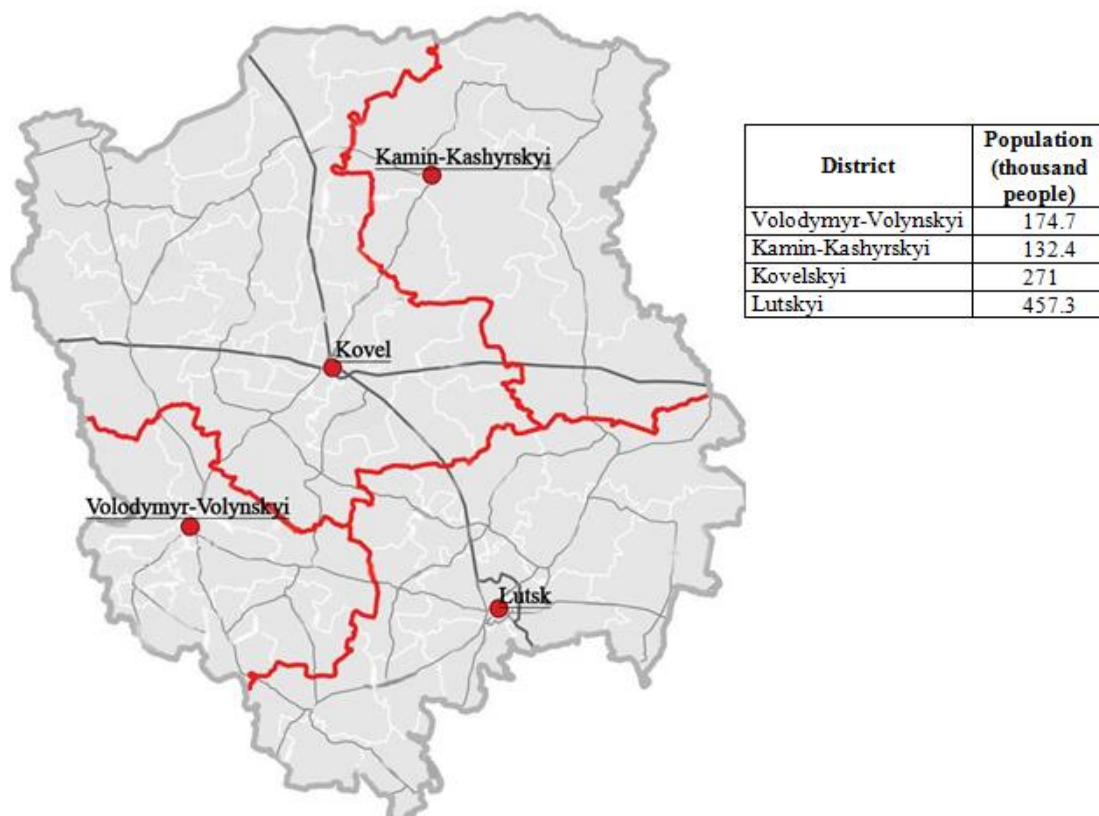 Kamin-Kashyrskyi
Kovel
Volodymyr-Volynskyi
Lutsk
District Population (thousand people)
Volodymyr-Volynskyi 174.7
Kamin-Kashyrskyi 132.4
Kovelskyi 271
Lutskyi 457.3